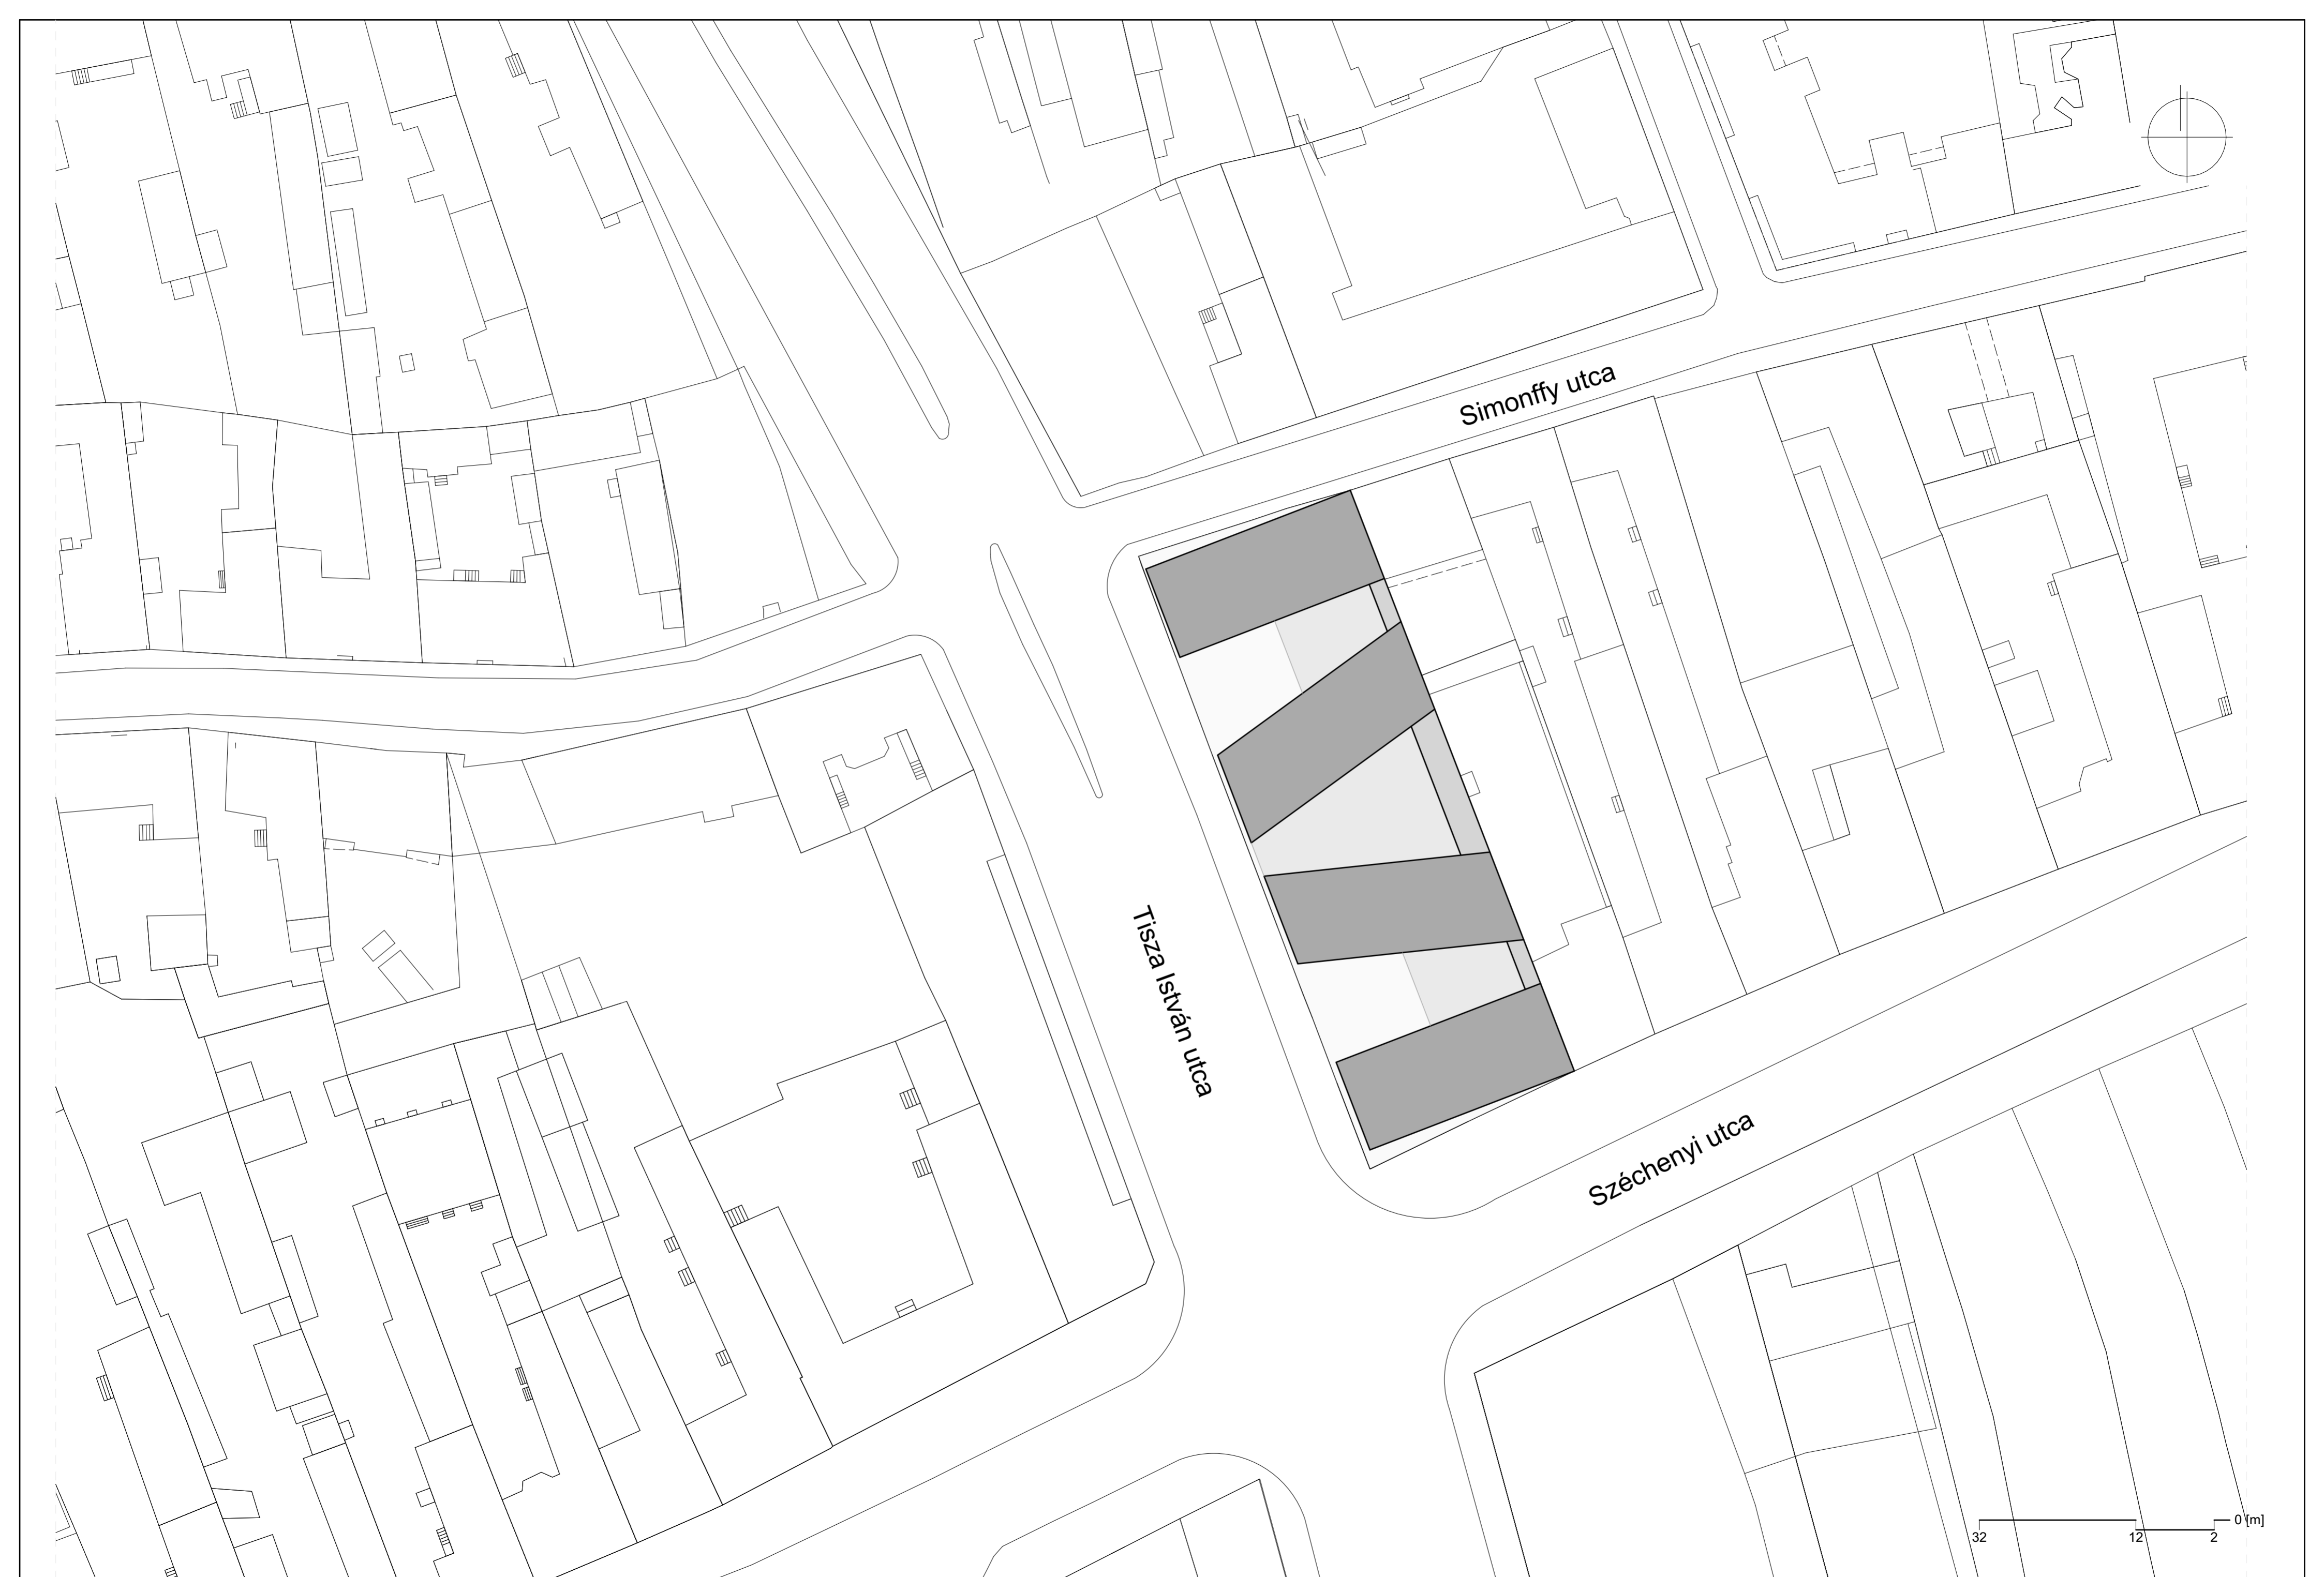 Simonffy utca
Tisza István utca
Széchenyi utca
0 [m]
32
12
2